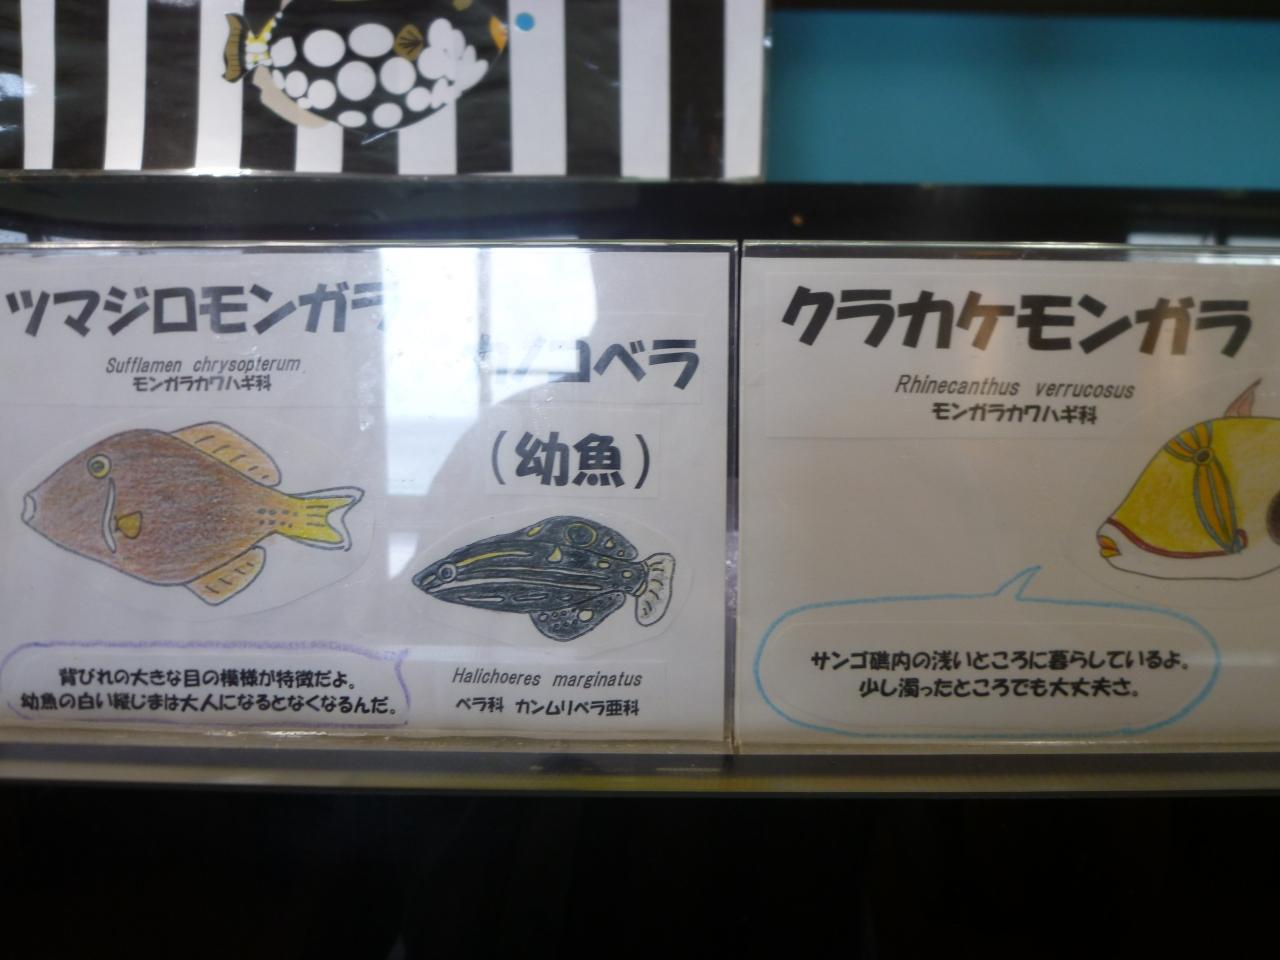 ツマジロモンガラ
Sufflamen chrysopterum
モンガラカワハギ科
背びれの大きな目の模様が特徴だよ。
幼魚の白い縦じまは大人になるとなくなるんだ。
カノコベラ
(幼魚)
Halichoeres marginatus
ベラ科 カンムリベラ亜科
クラカケモンガラ
Rhinecanthus verrucosus
モンガラカワハギ科
サンゴ礁内の浅いところに暮らしているよ。
少し濁ったところでも大丈夫さ。